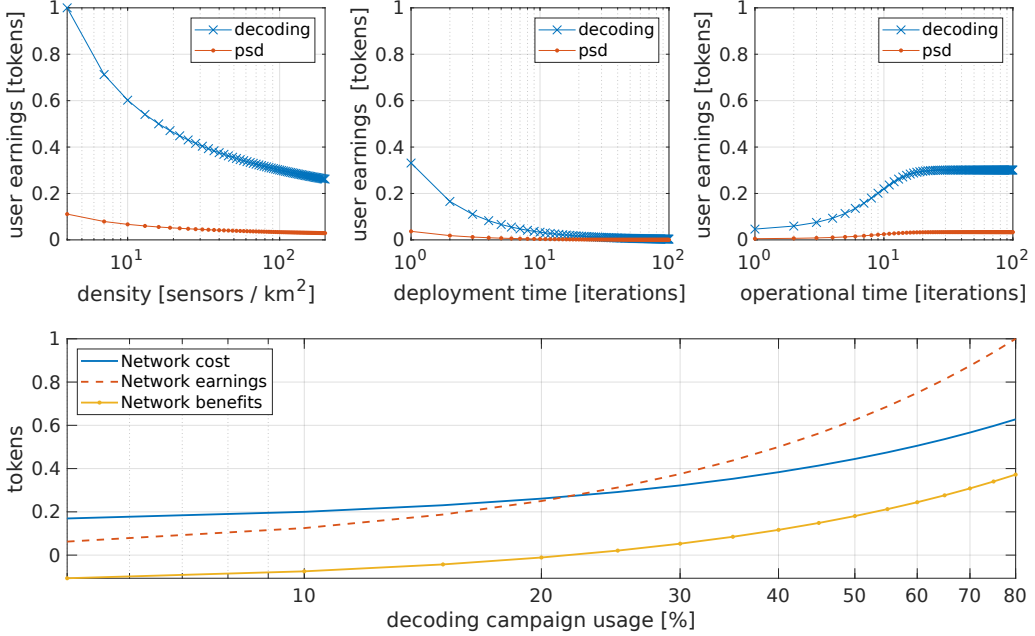 1
0.8
0.6
0.4
0.2
0
user earnings [tokens]
decoding
psd
10^1
10^2
density [sensors / km^2]
1
0.8
0.6
0.4
0.2
0
user earnings [tokens]
decoding
psd
10^0
10^1
10^2
deployment time [iterations]
1
0.8
0.6
0.4
0.2
0
user earnings [tokens]
decoding
psd
10^0
10^1
10^2
operational time [iterations]
1
0.8
0.6
0.4
0.2
0
tokens
Network cost
Network earnings
Network benefits
10
20
30
40
50
60
70
80
decoding campaign usage [%]